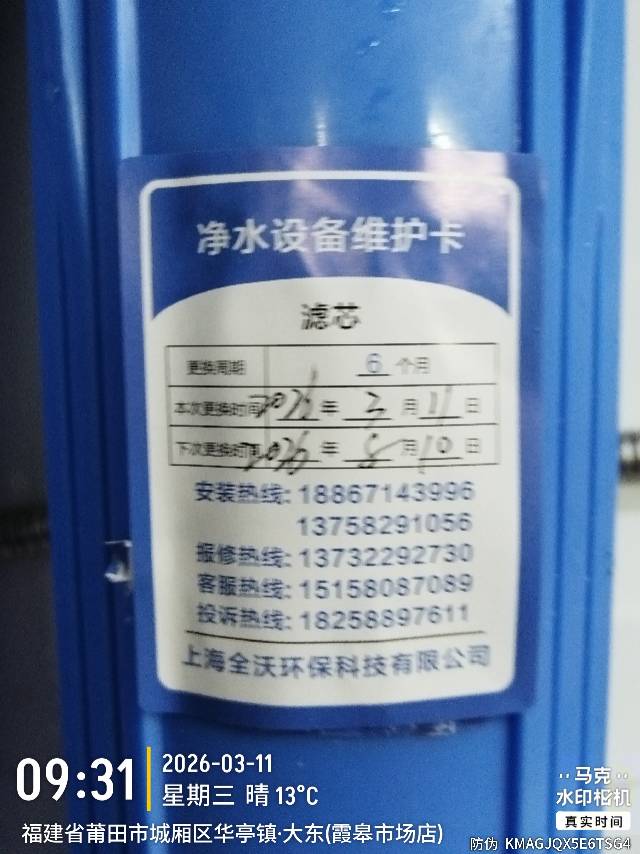 净水设备维护卡
滤芯
更换周期 6 个月
本次更换时间 2026 年 3 月 11 日
下次更换时间 2026 年 8 月 10 日
安装热线: 18867143996
13758291056
报修热线: 13732292730
客服热线: 15158087089
投诉热线: 18258897611
上海全沃环保科技有限公司
09:31
2026-03-11
星期三 晴 13°C
福建省莆田市城厢区华亭镇·大东(霞皋市场店)
马克
水印相机
真实时间
防伪 KMAGJQX5E6TSG4